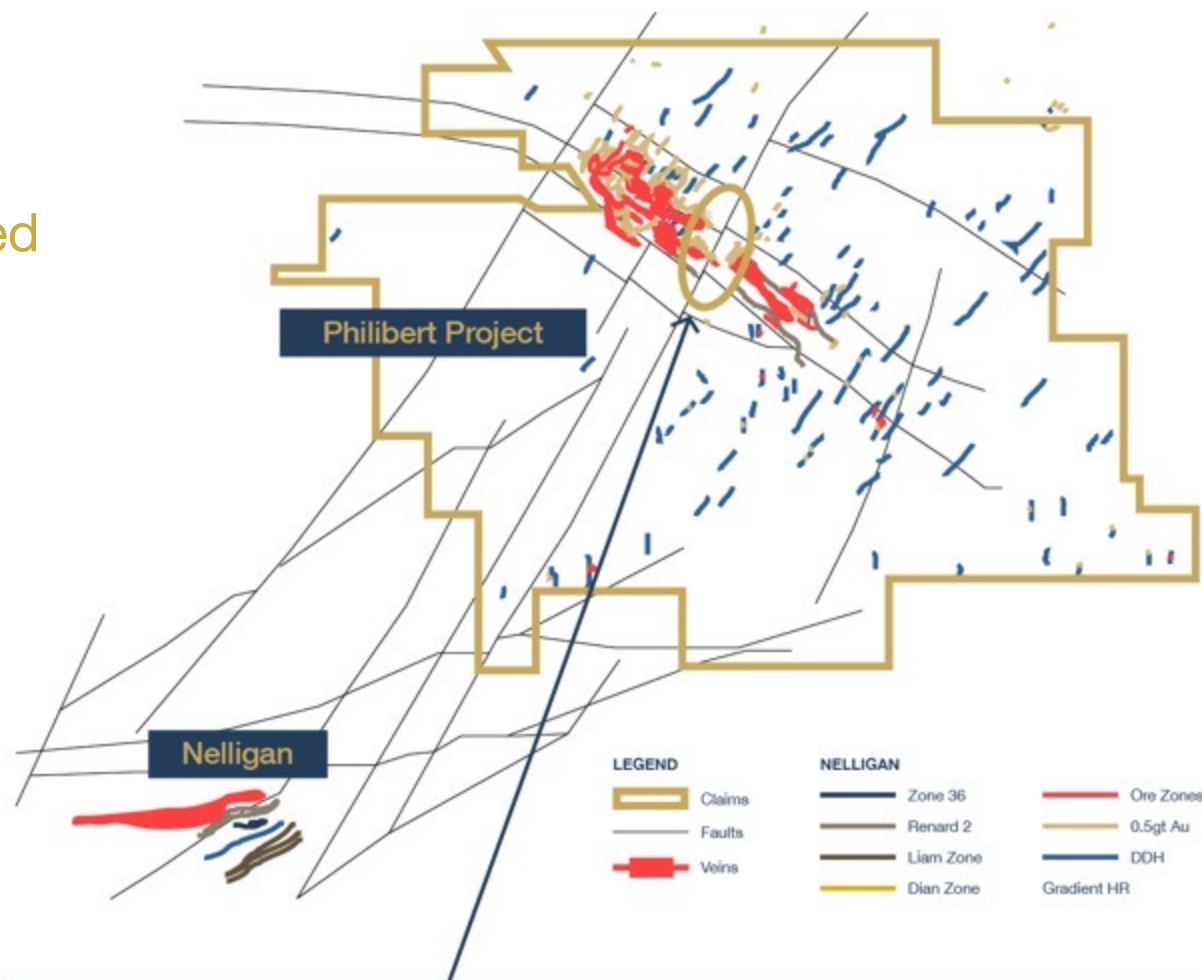 ed
Philibert Project
Nelligan
LEGEND
Claims
Faults
Veins
NELLIGAN
Zone 36
Renard 2
Liam Zone
Dian Zone
Ore Zones
0.5gt Au
DDH
Gradient HR